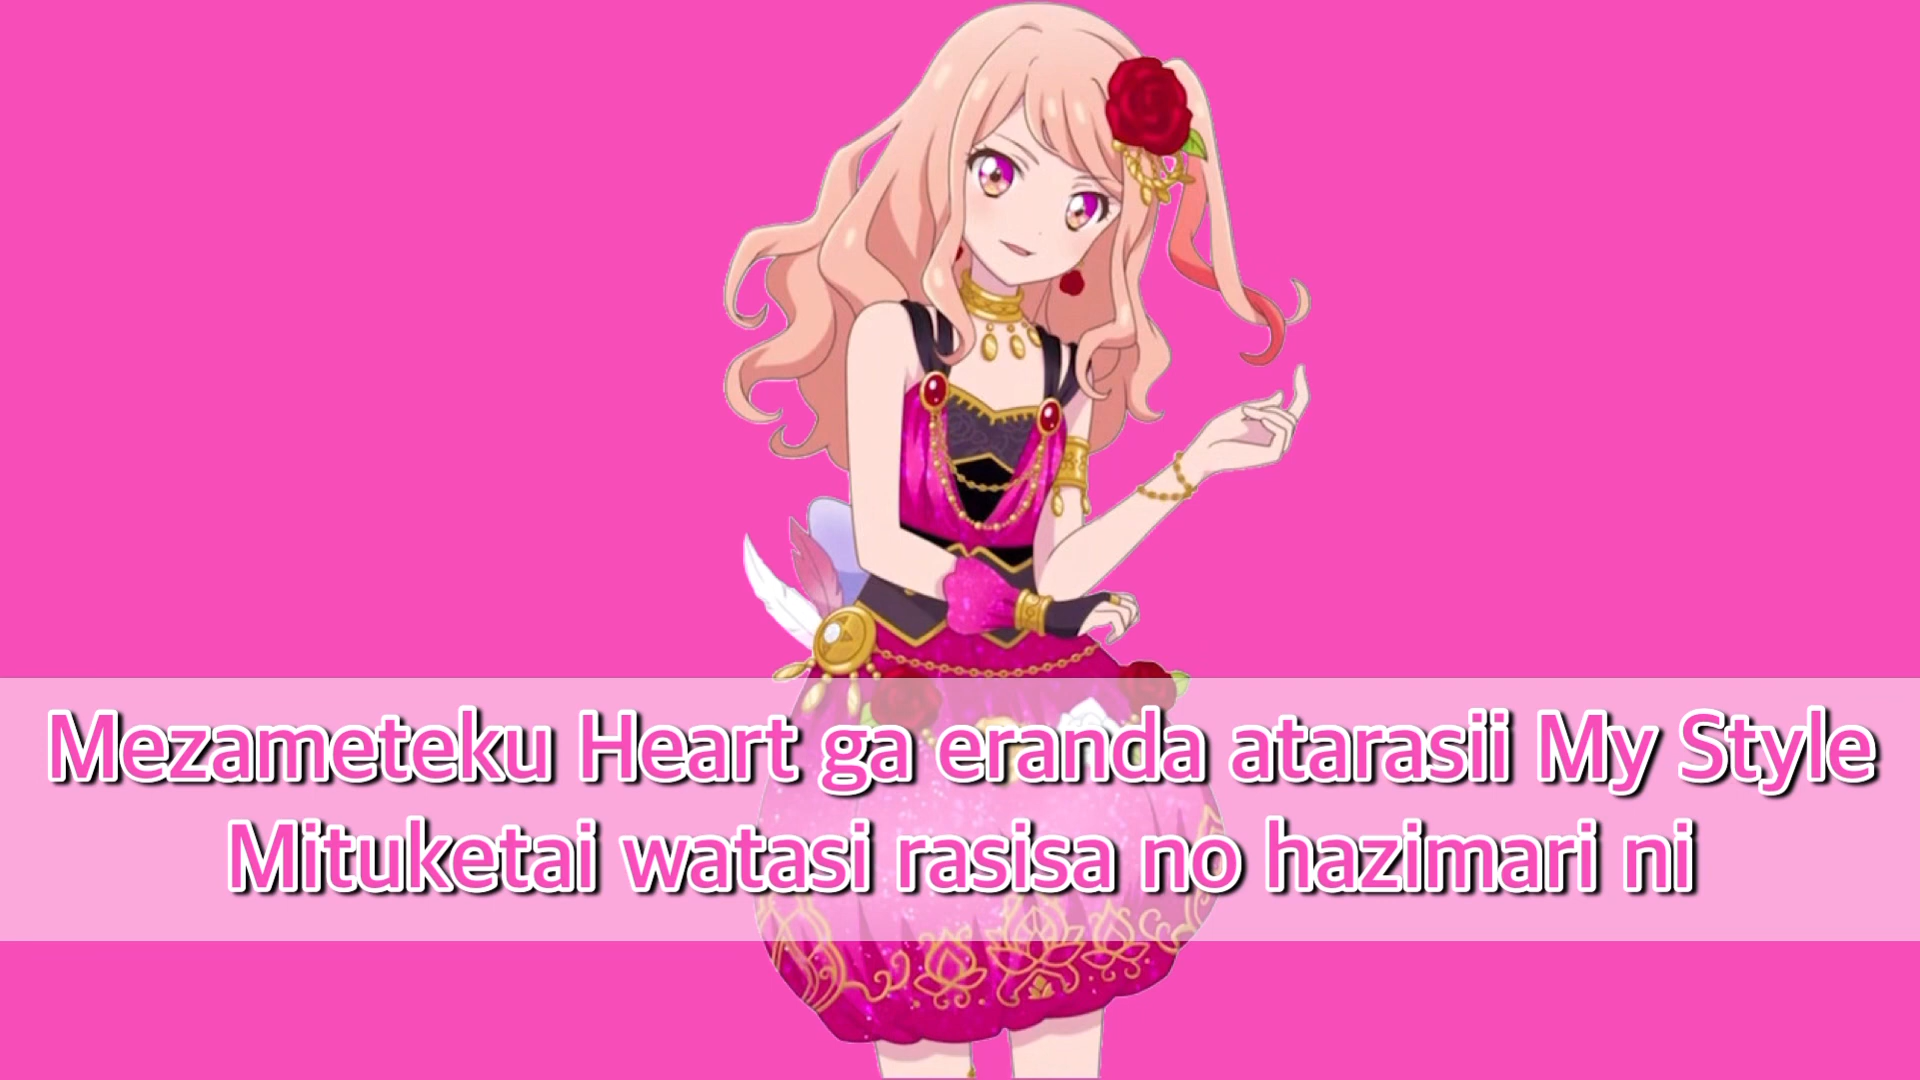 Mezameteku Heart ga eranda atarasii My Style
Mituketai watasi rasisa no hazimari ni